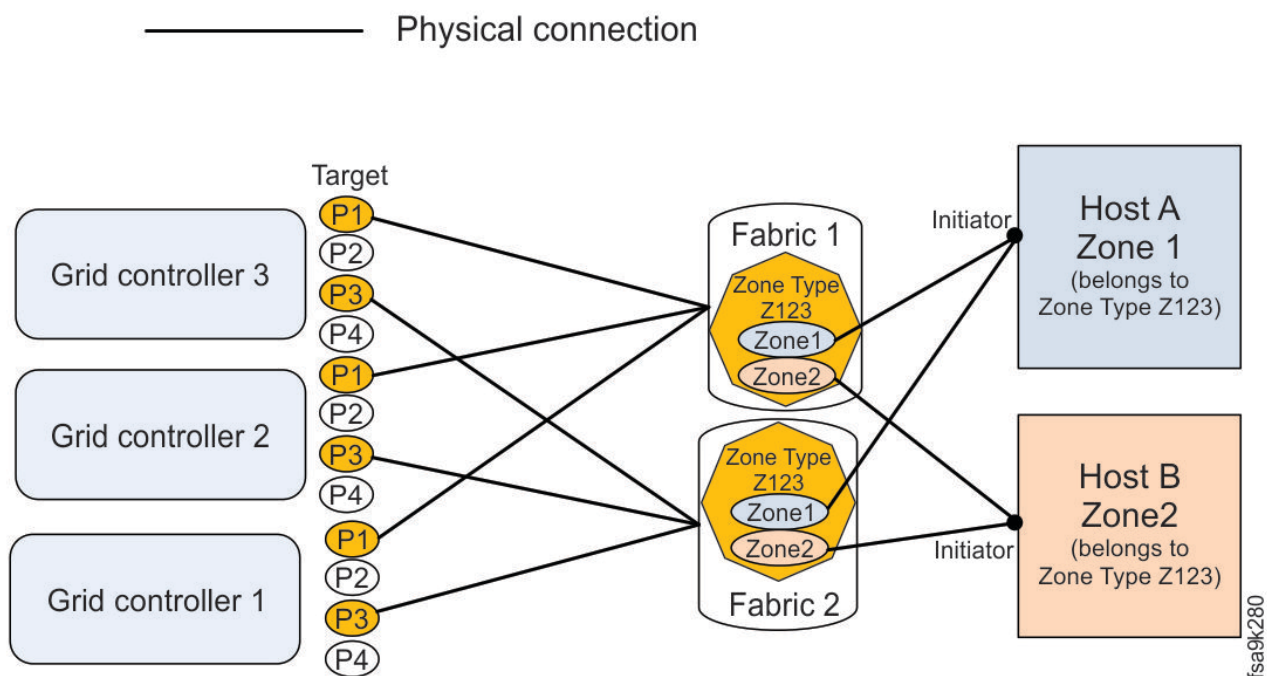 Physical connection
Target
Grid controller 3
P1
P2
P3
P4
Grid controller 2
P1
P2
P3
P4
Grid controller 1
P1
P2
P3
P4
Fabric 1
Zone Type
Z123
Zone1
Zone2
Zone Type
Z123
Zone1
Zone2
Fabric 2
Initiator
Host A
Zone 1
(belongs to
Zone Type Z123)
Initiator
Host B
Zone2
(belongs to
Zone Type Z123)
fsa9k280